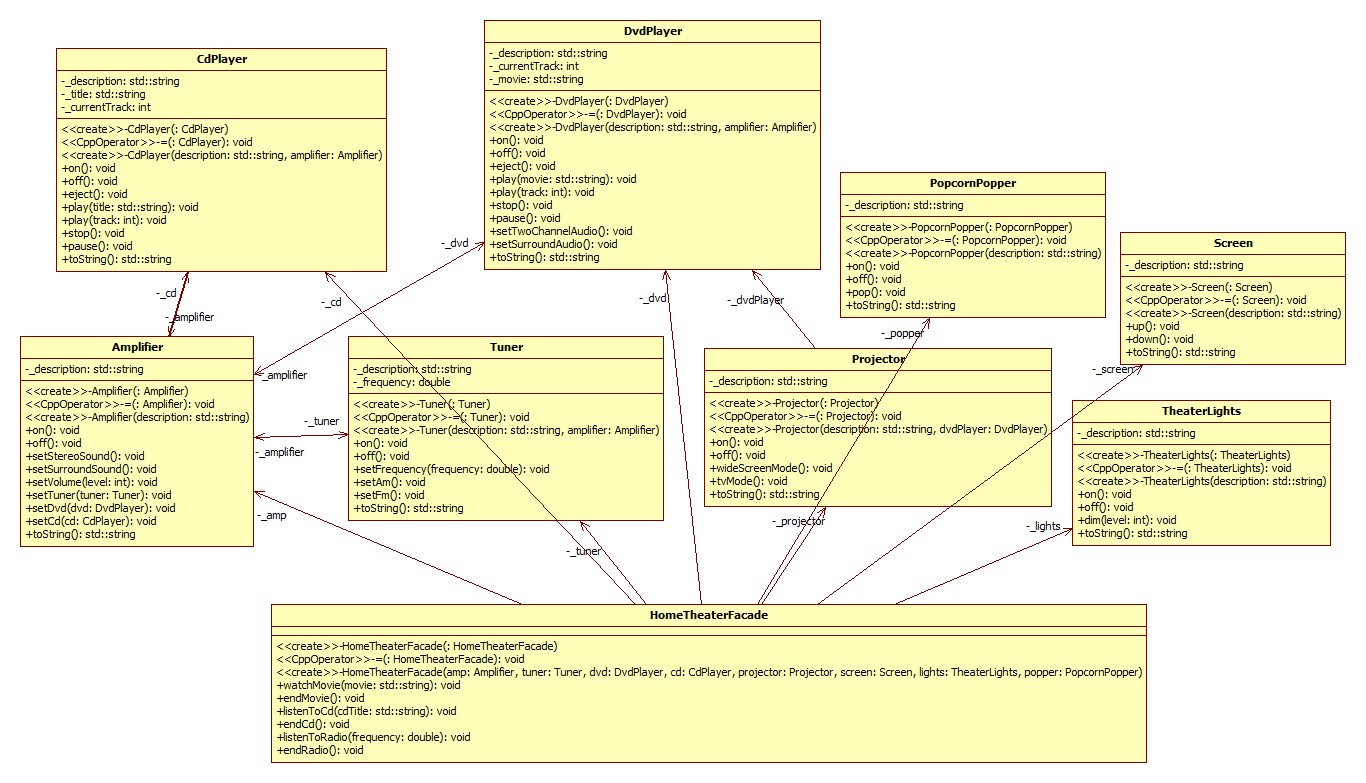 DvdPlayer
-_description: std::string
-_currentTrack: int
-_movie: std::string
<<create>>-DvdPlayer(: DvdPlayer)
<<CppOperator>>-=(: DvdPlayer): void
<<create>>-DvdPlayer(description: std::string, amplifier: Amplifier)
+on(): void
+off(): void
+eject(): void
+play(movie: std::string): void
+play(track: int): void
+stop(): void
+pause(): void
+setTwoChannelAudio(): void
+setSurroundAudio(): void
+toString(): std::string
CdPlayer
-_description: std::string
-_title: std::string
-_currentTrack: int
<<create>>-CdPlayer(: CdPlayer)
<<CppOperator>>-=(: CdPlayer): void
<<create>>-CdPlayer(description: std::string, amplifier: Amplifier)
+on(): void
+off(): void
+eject(): void
+play(title: std::string): void
+play(track: int): void
+stop(): void
+pause(): void
+toString(): std::string
PopcornPopper
-_description: std::string
<<create>>-PopcornPopper(: PopcornPopper)
<<CppOperator>>-=(: PopcornPopper): void
<<create>>-PopcornPopper(description: std::string)
+on(): void
+off(): void
+pop(): void
+toString(): std::string
Screen
-_description: std::string
<<create>>-Screen(: Screen)
<<CppOperator>>-=(: Screen): void
<<create>>-Screen(description: std::string)
+up(): void
+down(): void
+toString(): std::string
-_dvd
-_cd
-_amplifier
-_cd
-_dvd
-_dvdPlayer
-_popper
-_screen
Amplifier
-_description: std::string
<<create>>-Amplifier(: Amplifier)
<<CppOperator>>-=(: Amplifier): void
<<create>>-Amplifier(description: std::string)
+on(): void
+off(): void
+setStereoSound(): void
+setSurroundSound(): void
+setVolume(level: int): void
+setTuner(tuner: Tuner): void
+setDvd(dvd: DvdPlayer): void
+setCd(cd: CdPlayer): void
+toString(): std::string
-_amplifier
-_tuner
-_amplifier
-_amp
Tuner
-_description: std::string
-_frequency: double
<<create>>-Tuner(: Tuner)
<<CppOperator>>-=(: Tuner): void
<<create>>-Tuner(description: std::string, amplifier: Amplifier)
+on(): void
+off(): void
+setFrequency(frequency: double): void
+setAm(): void
+setFm(): void
+toString(): std::string
Projector
-_description: std::string
<<create>>-Projector(: Projector)
<<CppOperator>>-=(: Projector): void
<<create>>-Projector(description: std::string, dvdPlayer: DvdPlayer)
+on(): void
+off(): void
+wideScreenMode(): void
+tvMode(): void
+toString(): std::string
TheaterLights
-_description: std::string
<<create>>-TheaterLights(: TheaterLights)
<<CppOperator>>-=(: TheaterLights): void
<<create>>-TheaterLights(description: std::string)
+on(): void
+off(): void
+dim(level: int): void
+toString(): std::string
-_projector
-_lights
-_tuner
HomeTheaterFacade
<<create>>-HomeTheaterFacade(: HomeTheaterFacade)
<<CppOperator>>-=(: HomeTheaterFacade): void
<<create>>-HomeTheaterFacade(amp: Amplifier, tuner: Tuner, dvd: DvdPlayer, cd: CdPlayer, projector: Projector, screen: Screen, lights: TheaterLights, popper: PopcornPopper)
+watchMovie(movie: std::string): void
+endMovie(): void
+listenToCd(cdTitle: std::string): void
+endCd(): void
+listenToRadio(frequency: double): void
+endRadio(): void